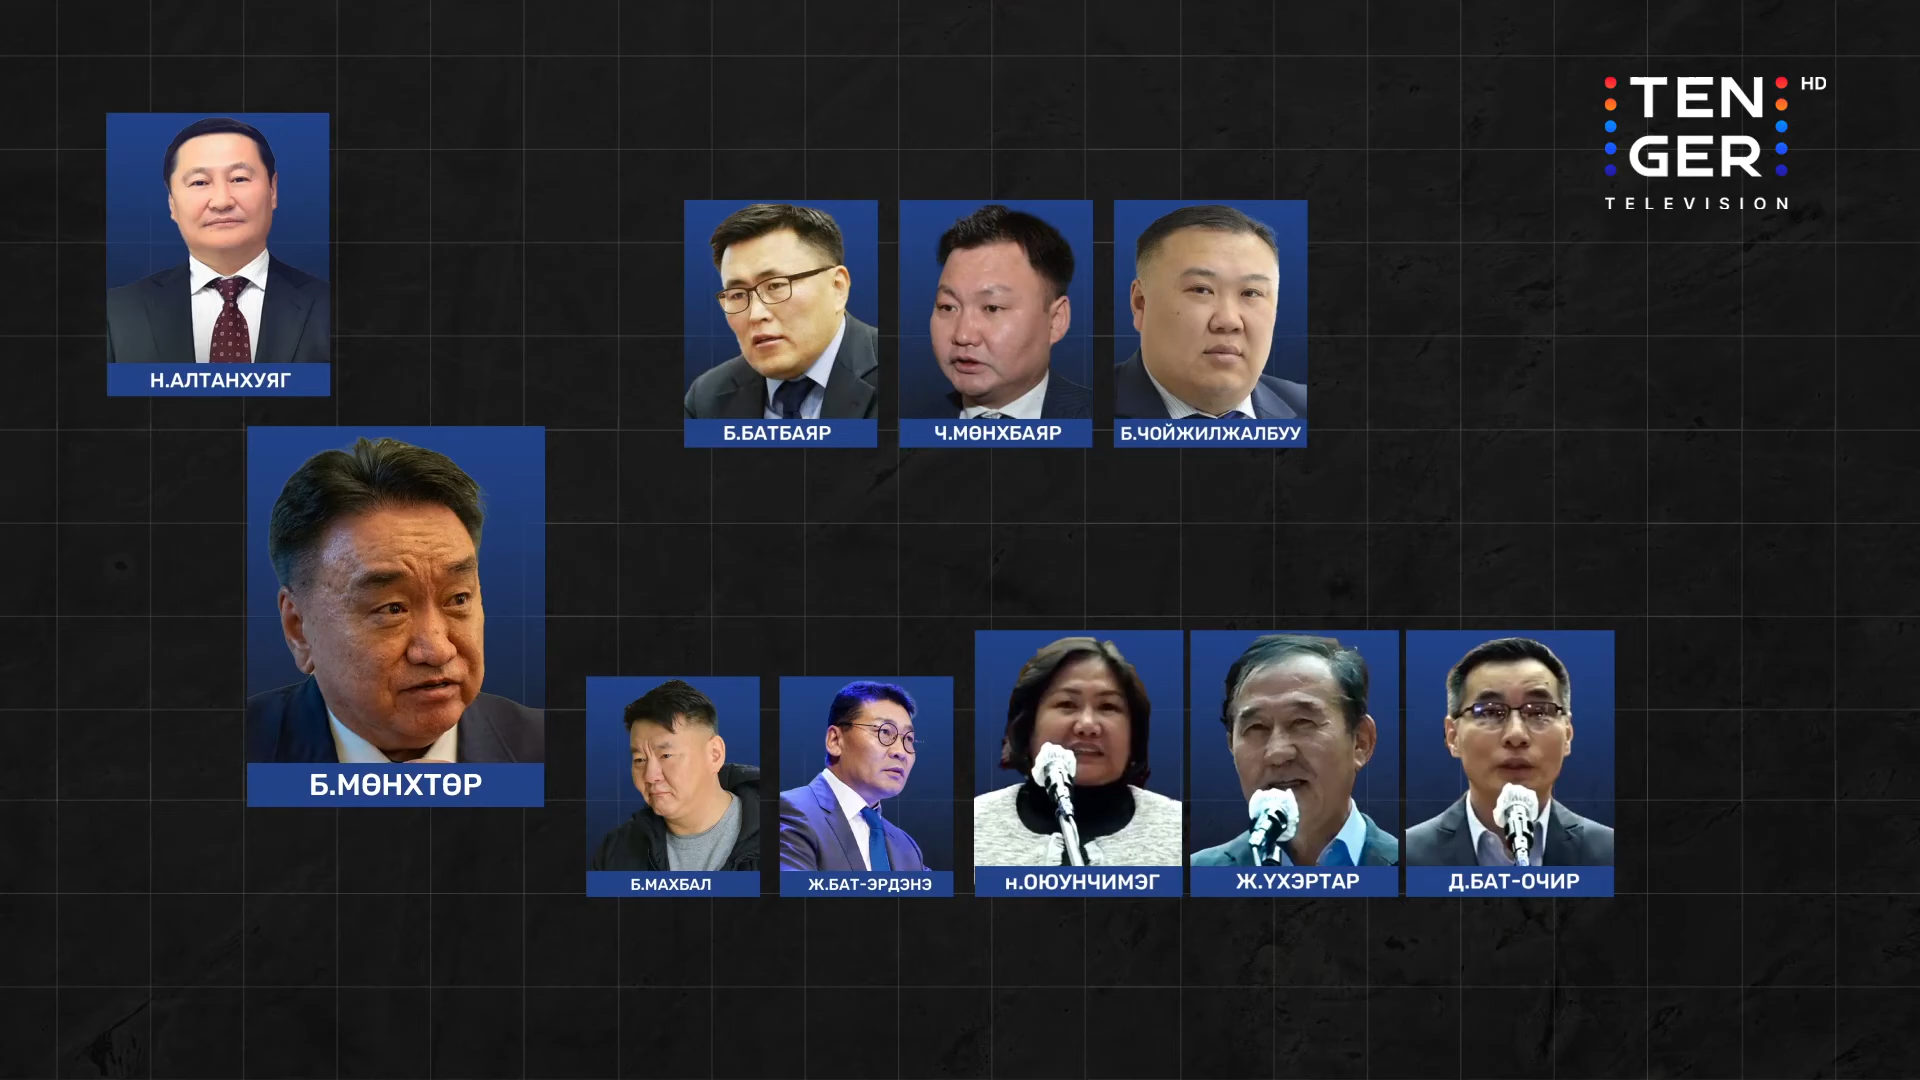 TEN HD
GER
TELEVISION
Н.АЛТАНХУЯГ
Б.БАТБАЯР
Ч.МӨНХБАЯР
Б.ЧОЙЖИЛЖАЛБУУ
Б.МӨНХТӨР
Б.МАХБАЛ
Ж.БАТ-ЭРДЭНЭ
н.ОЮУНЧИМЭГ
Ж.ҮХЭРТАР
Д.БАТ-ОЧИР